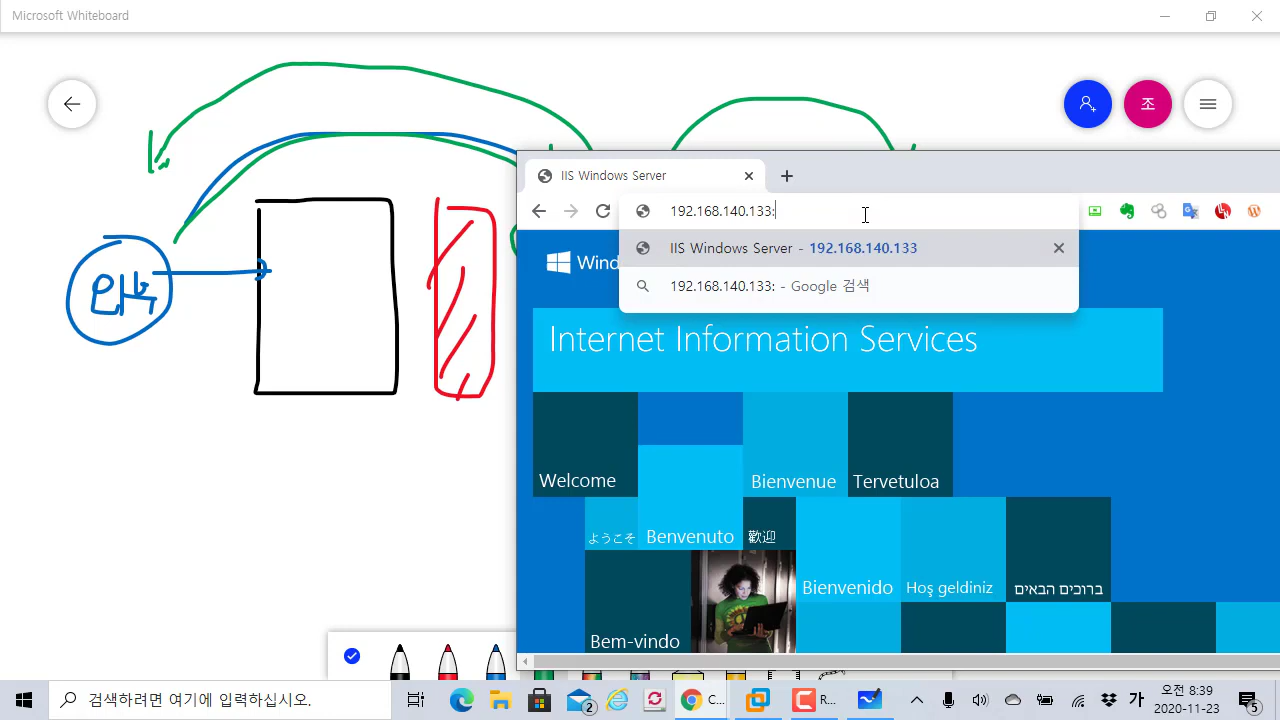 Microsoft Whiteboard
조
IIS Windows Server
192.168.140.133:
IIS Windows Server - 192.168.140.133
192.168.140.133: - Google 검색
Wind
Internet Information Services
Welcome
Bienvenue
Tervetuloa
ようこそ
Benvenuto
歡迎
Bienvenido
Hoş geldiniz
ברוכים הבאים
Bem-vindo
검색하려면 여기에 입력하십시오.
2
C...
R...
가
오전 8:39
2020-11-23
5